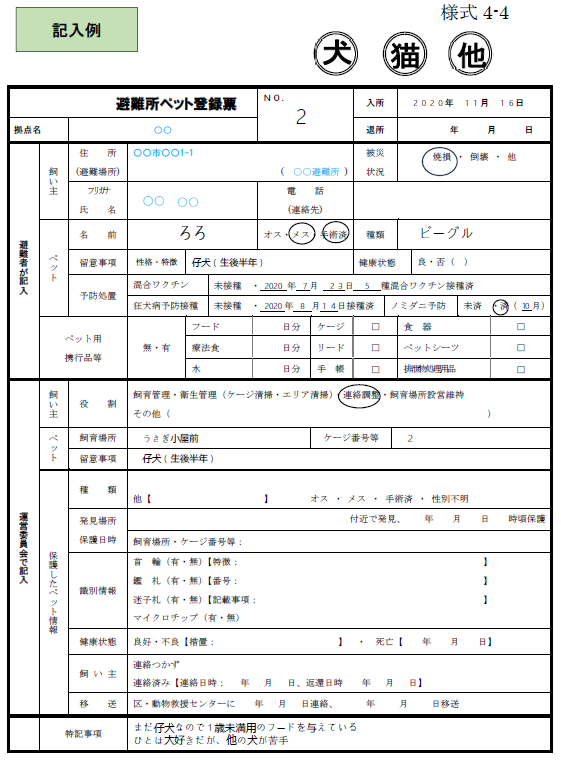 様式 4-4
記入例
犬 猫 他
避難所ペット登録票 NO. 2 入所 2020年 11月 16日
拠点名 〇〇 退所 年 月 日
避難者が記入
飼い主
住 所 (避難場所) 〇〇市〇〇1-1 ( 〇〇避難所 ) 被災状況 焼損・倒壊・他
フリガナ 氏 名 〇〇 〇〇 電 話 (連絡先)
ペット
名 前 ろろ オス・メス・手術済 種類 ビーグル
留意事項 性格・特徴 仔犬(生後半年) 健康状態 良・否( )
予防処置 混合ワクチン 未接種 ・ 2020 年 7月 23日 5 種混合ワクチン接種済
狂犬病予防接種 未接種 ・ 2020 年 8 月14日接種済 ノミダニ予防 未済 ・済( 10月)
ペット用携行品等 無・有 フード 日分 ケージ □ 食 器 □
療法食 日分 リード □ ペットシーツ □
水 日分 手 帳 □ 排泄物処理用品 □
運営委員会で記入
飼い主 役 割 飼育管理・衛生管理(ケージ清掃・エリア清掃)・連絡調整・飼育場所設営維持
その他( )
ペット 飼育場所 うさぎ小屋前 ケージ番号等 2
留意事項 仔犬(生後半年)
保護したペット情報
種 類 他【 】 オス ・ メス ・ 手術済 ・ 性別不明
発見場所 保護日時 付近で発見、 年 月 日 時頃保護
飼育場所・ケージ番号等:
識別情報 首 輪(有・無)【特徴: 】
鑑 札(有・無)【番号: 】
迷子札(有・無)【記載事項: 】
マイクロチップ(有・無)
健康状態 良好・不良【措置: 】 ・ 死亡【 年 月 日】
飼 い 主 連絡つかず
連絡済み【連絡日時: 年 月 日、返還日時 年 月 日】
移 送 区・動物救援センターに 年 月 日連絡、 年 月 日移送
特記事項 まだ仔犬なので1歳未満用のフードを与えている
ひとは大好きだが、他の犬が苦手